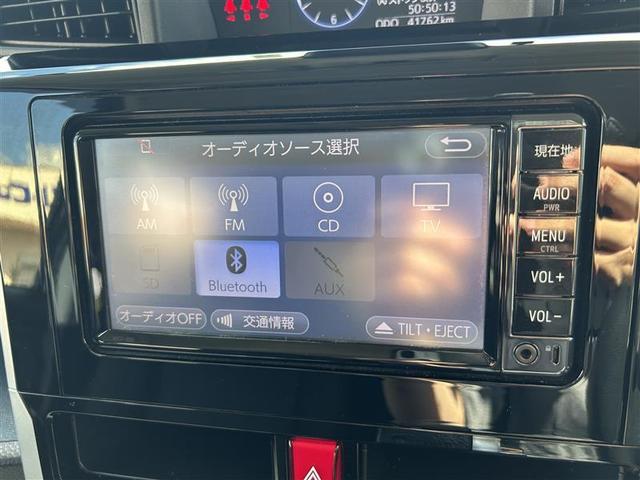 50:50:13
ODO 41762km
6
オーディオソース選択
AM
FM
CD
TV
SD
Bluetooth
AUX
オーディオOFF
交通情報
TILT・EJECT
現在地
AUDIO
PWR
MENU
CTRL
VOL+
VOL-